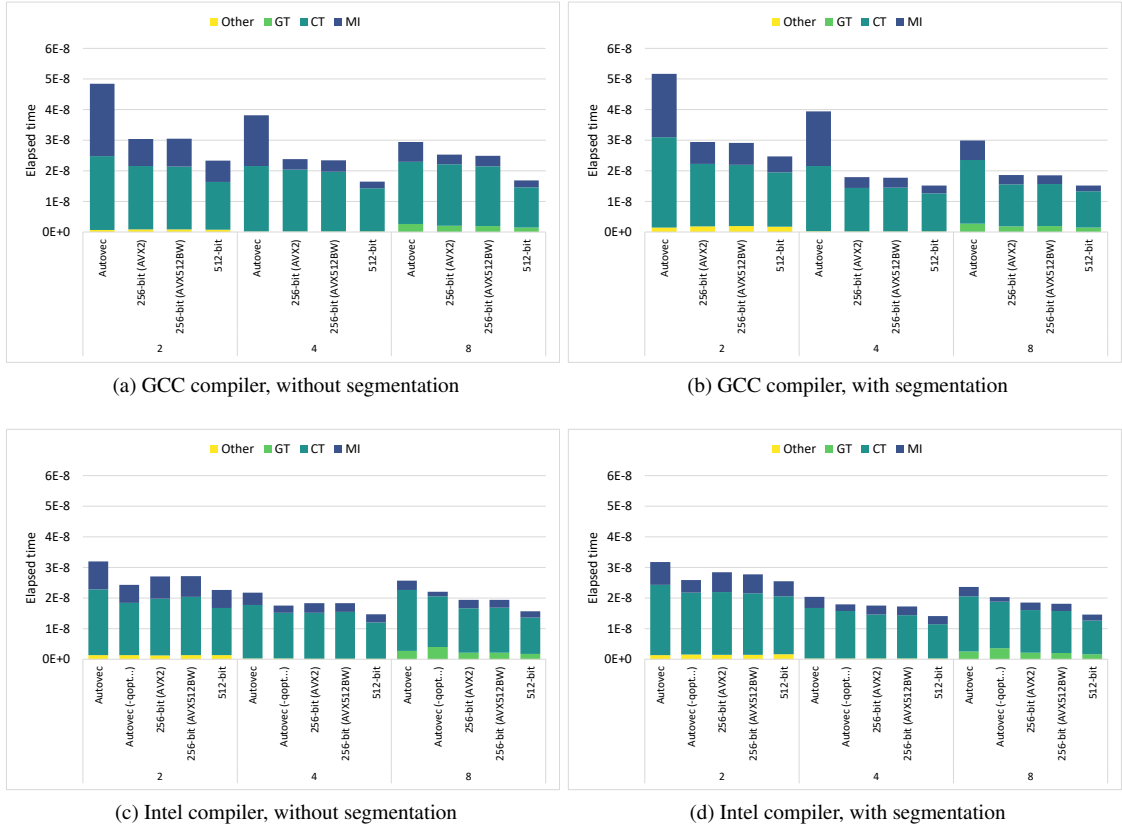 Other GT CT MI
6E-8
5E-8
4E-8
3E-8
2E-8
1E-8
0E+0
Elapsed time
Autovec
256-bit (AVX2)
256-bit (AVX512BW)
512-bit
Autovec
256-bit (AVX2)
256-bit (AVX512BW)
512-bit
Autovec
256-bit (AVX2)
256-bit (AVX512BW)
512-bit
2 4 8
(a) GCC compiler, without segmentation
Other GT CT MI
6E-8
5E-8
4E-8
3E-8
2E-8
1E-8
0E+0
Elapsed time
Autovec
256-bit (AVX2)
256-bit (AVX512BW)
512-bit
Autovec
256-bit (AVX2)
256-bit (AVX512BW)
512-bit
Autovec
256-bit (AVX2)
256-bit (AVX512BW)
512-bit
2 4 8
(b) GCC compiler, with segmentation
Other GT CT MI
6E-8
5E-8
4E-8
3E-8
2E-8
1E-8
0E+0
Elapsed time
Autovec
Autovec (-qopt...)
256-bit (AVX2)
256-bit (AVX512BW)
512-bit
Autovec
Autovec (-qopt...)
256-bit (AVX2)
256-bit (AVX512BW)
512-bit
Autovec
Autovec (-qopt...)
256-bit (AVX2)
256-bit (AVX512BW)
512-bit
2 4 8
(c) Intel compiler, without segmentation
Other GT CT MI
6E-8
5E-8
4E-8
3E-8
2E-8
1E-8
0E+0
Elapsed time
Autovec
Autovec (-qopt...)
256-bit (AVX2)
256-bit (AVX512BW)
512-bit
Autovec
Autovec (-qopt...)
256-bit (AVX2)
256-bit (AVX512BW)
512-bit
Autovec
Autovec (-qopt...)
256-bit (AVX2)
256-bit (AVX512BW)
512-bit
2 4 8
(d) Intel compiler, with segmentation